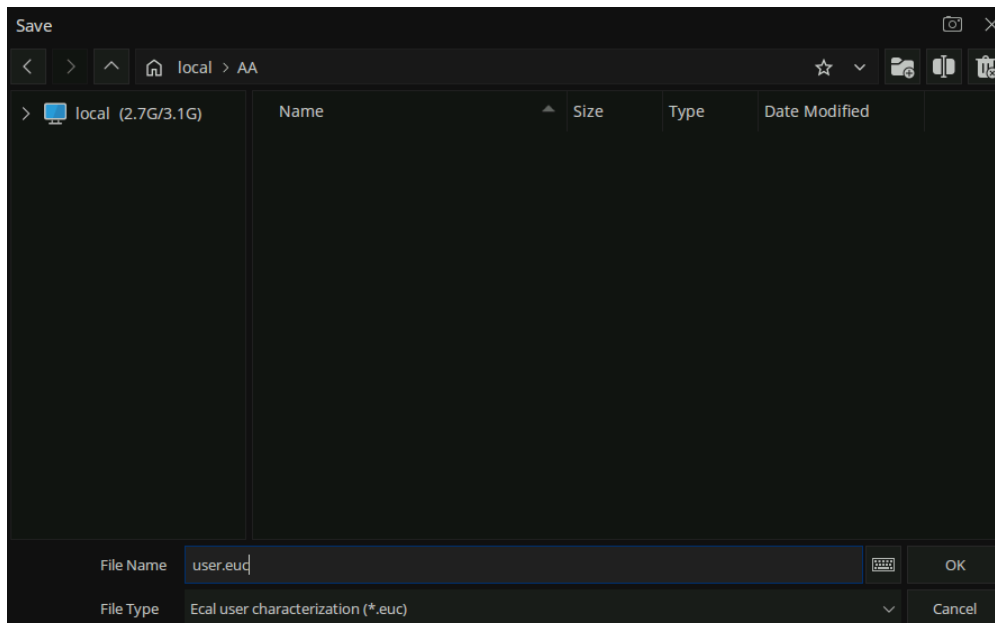 Save
local > AA
local (2.7G/3.1G)
Name Size Type Date Modified
File Name user.euc OK
File Type Ecal user characterization (*.euc) Cancel